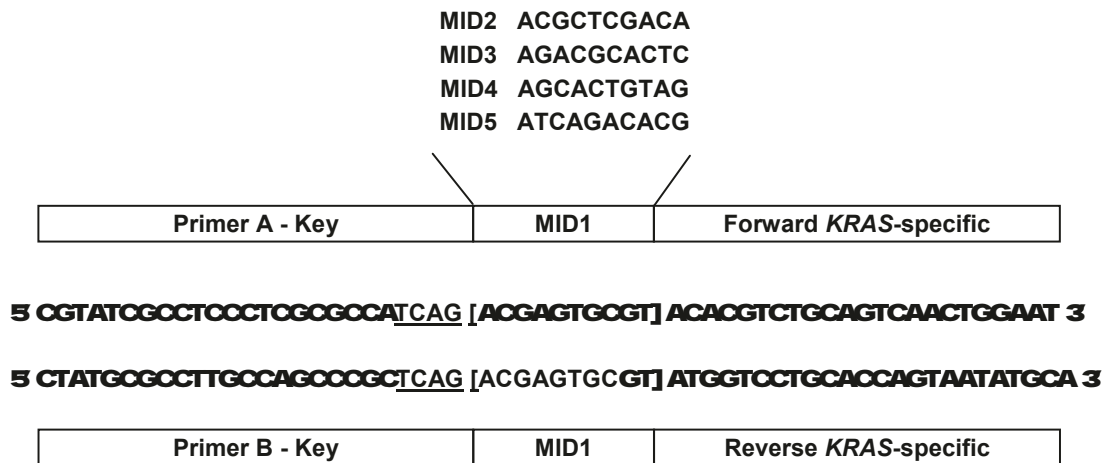 MID2 ACGCTCGACA
MID3 AGACGCACTC
MID4 AGCACTGTAG
MID5 ATCAGACACG
Primer A - Key MID1 Forward KRAS-specific
5 CGTATCGCCTCCCTCGCGCCATCAG [ACGAGTGCGT] ACACGTCTGCAGTCAACTGGAAT 3
5 CTATGCGCCTTGCCAGCCCGCTCAG [ACGAGTGCGT] ATGGTCCTGCACCAGTAATATGCA 3
Primer B - Key MID1 Reverse KRAS-specific